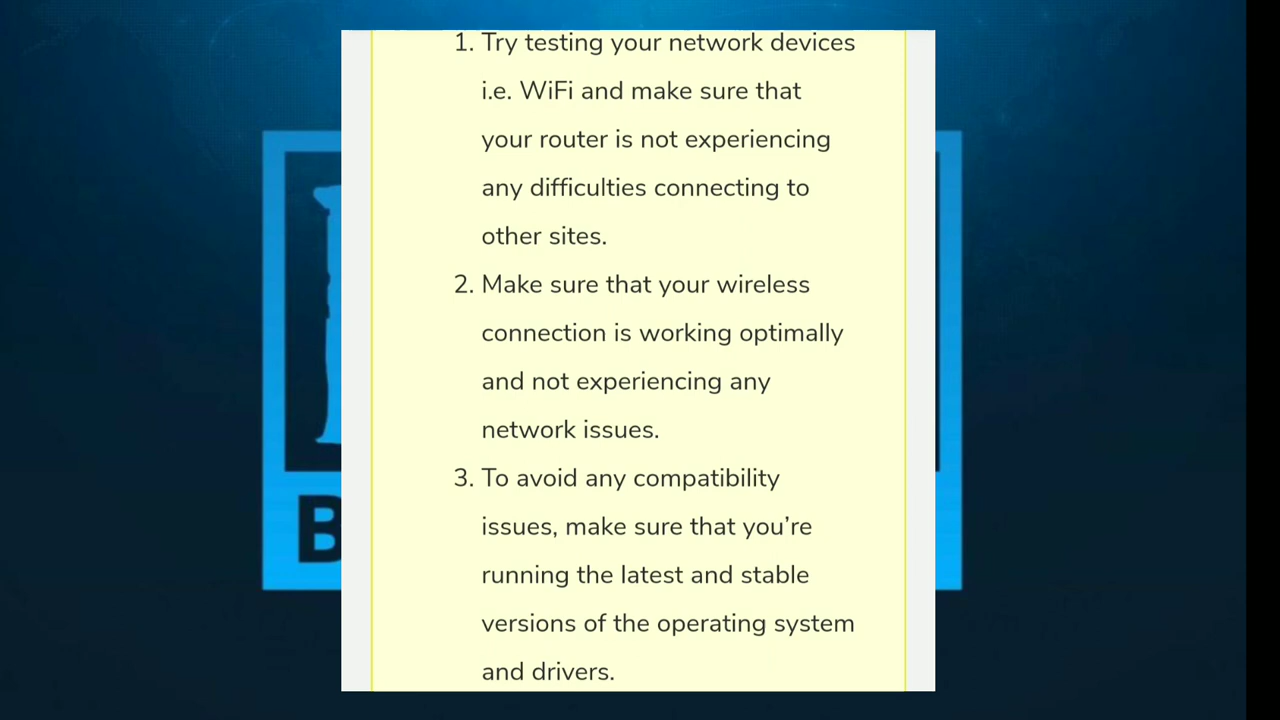 1. Try testing your network devices
i.e. WiFi and make sure that
your router is not experiencing
any difficulties connecting to
other sites.
2. Make sure that your wireless
connection is working optimally
and not experiencing any
network issues.
3. To avoid any compatibility
issues, make sure that you’re
running the latest and stable
versions of the operating system
and drivers.
B